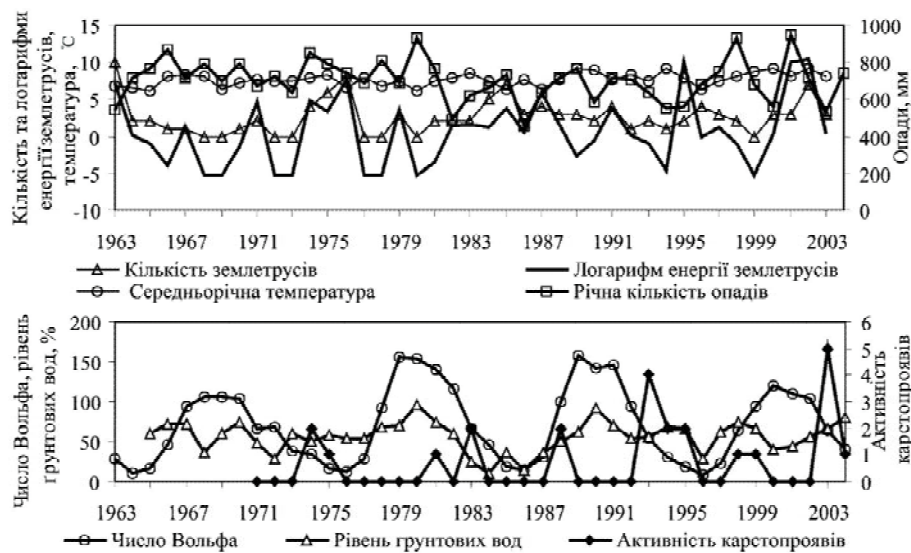 Кількість та логарифми
енергії землетрусів,
температура, ℃
15
10
5
0
-5
-10
1000
800
600
400
200
0
Опади, мм
1963 1967 1971 1975 1979 1983 1987 1991 1995 1999 2003
Кількість землетрусів
Логарифм енергії землетрусів
Середньорічна температура
Річна кількість опадів
Число Вольфа, рівень
ґрунтових вод, %
200
150
100
50
0
6
5
4
3
2
1
0
Активність
карстопроявів
1963 1967 1971 1975 1979 1983 1987 1991 1995 1999 2003
Число Вольфа
Рівень ґрунтових вод
Активність карстопроявів